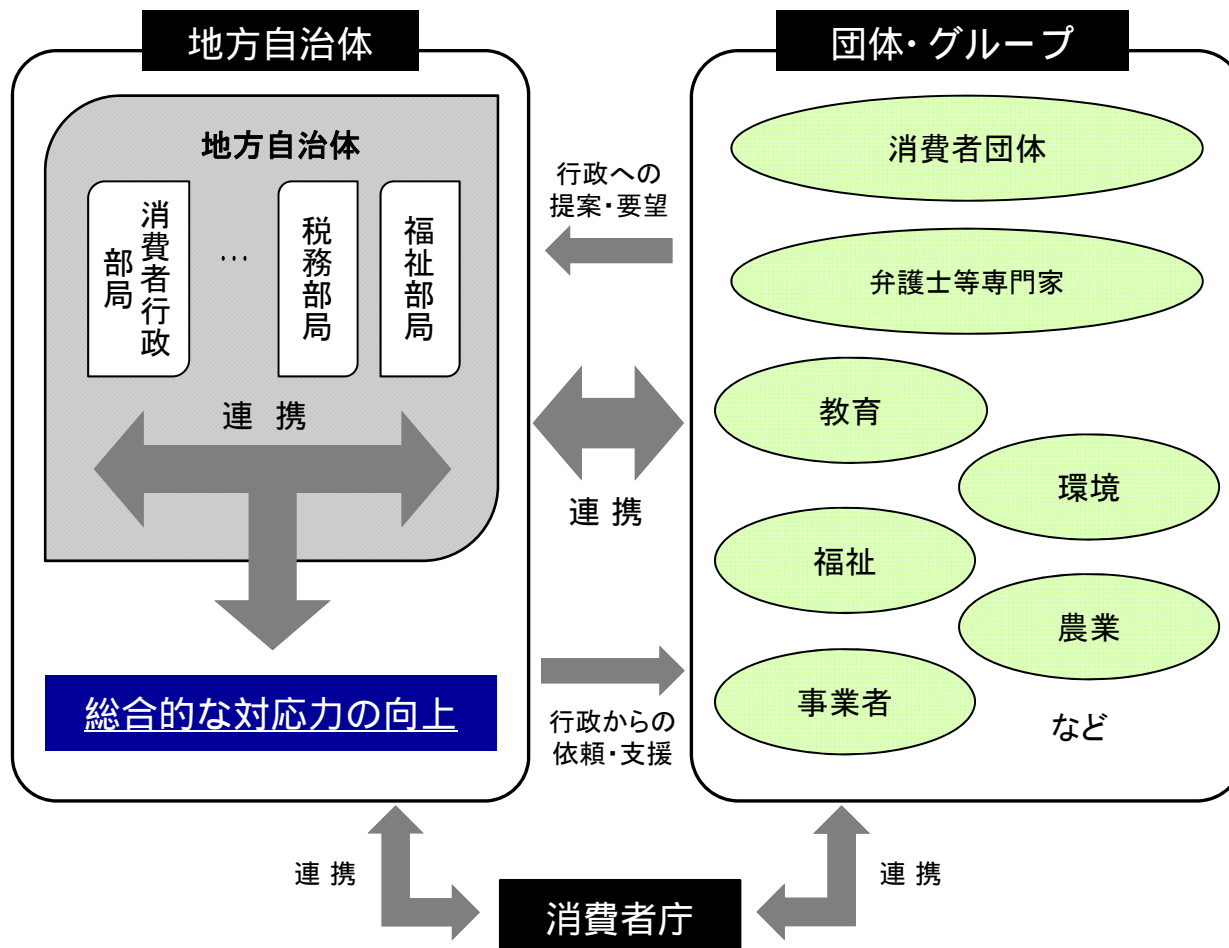 地方自治体
地方自治体
消費者行政
部局
…
税務部局
福祉部局
連 携
総合的な対応力の向上
行政への
提案・要望
連 携
行政からの
依頼・支援
団体・グループ
消費者団体
弁護士等専門家
教育
環境
福祉
農業
事業者
など
連 携
消費者庁
連 携